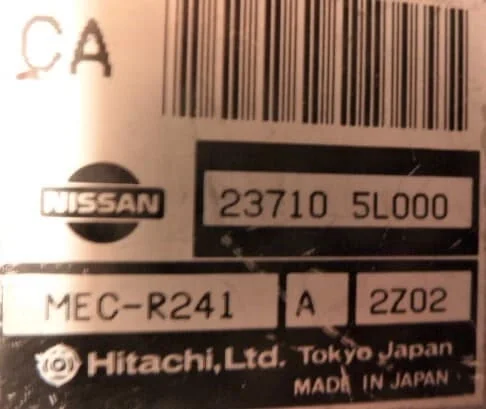 CA
NISSAN 23710 5L000
MEC-R241 A 2Z02
Hitachi, Ltd. Tokyo Japan
MADE IN JAPAN